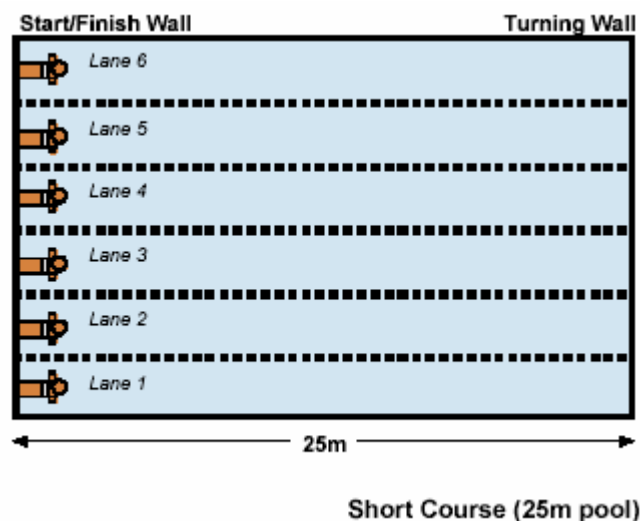 Start/Finish Wall Turning Wall
Lane 6
Lane 5
Lane 4
Lane 3
Lane 2
Lane 1
25m
Short Course (25m pool)